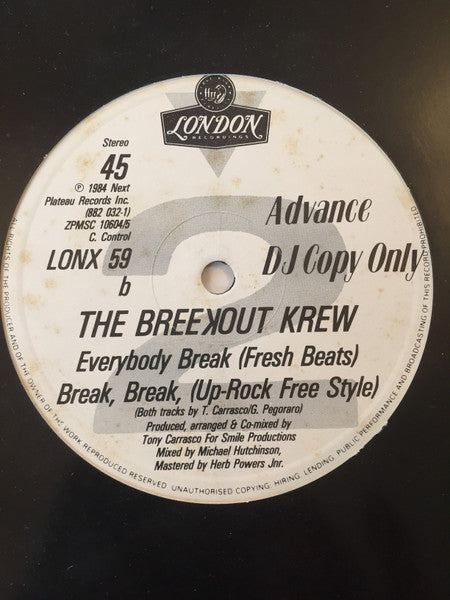 ffrr
LONDON
RECORDINGS
Stereo
45
℗ 1984 Next
Plateau Records Inc.
(882 032-1)
ZPMSC 10604/5
C. Control
LONX 59
b
2
Advance
DJ Copy Only
THE BREEKOUT KREW
Everybody Break (Fresh Beats)
Break, Break, (Up-Rock Free Style)
(Both tracks by T. Carrasco/G. Pegoraro)
Produced, arranged & Co-mixed by
Tony Carrasco For Smile Productions
Mixed by Michael Hutchinson,
Mastered by Herb Powers Jnr.
RIGHTS OF THE PRODUCER AND OF THE OWNER OF THE WORK REPRODUCED RESERVED. UNAUTHORISED COPYING, HIRING, LENDING, PUBLIC PERFORMANCE AND BROADCASTING OF THIS RECORD PROHIBITED